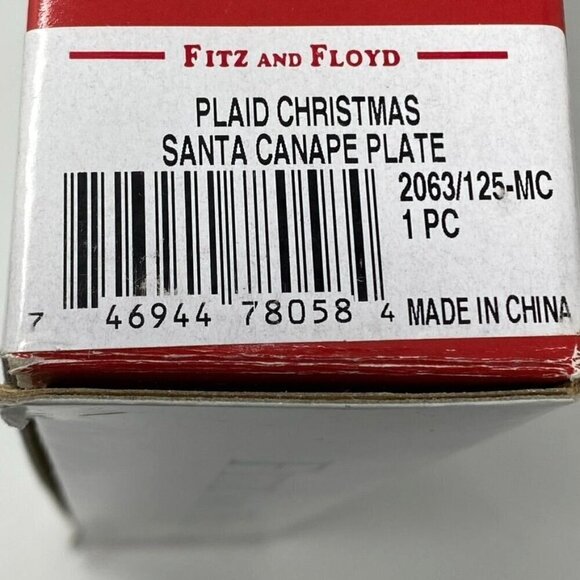 FITZ AND FLOYD
PLAID CHRISTMAS
SANTA CANAPE PLATE
2063/125-MC
1 PC
7 46944 78058 4
MADE IN CHINA